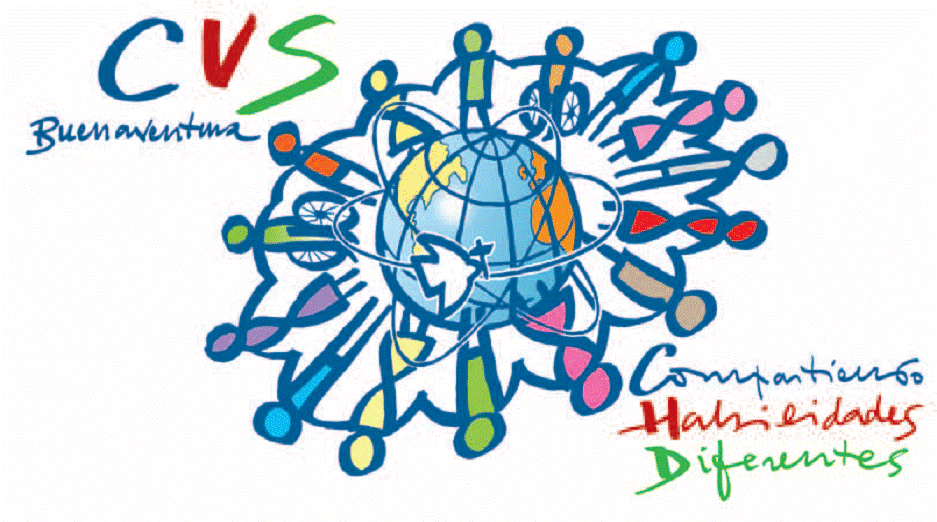 CVS
Buenaventura
Compartiendo
Habilidades
Diferentes